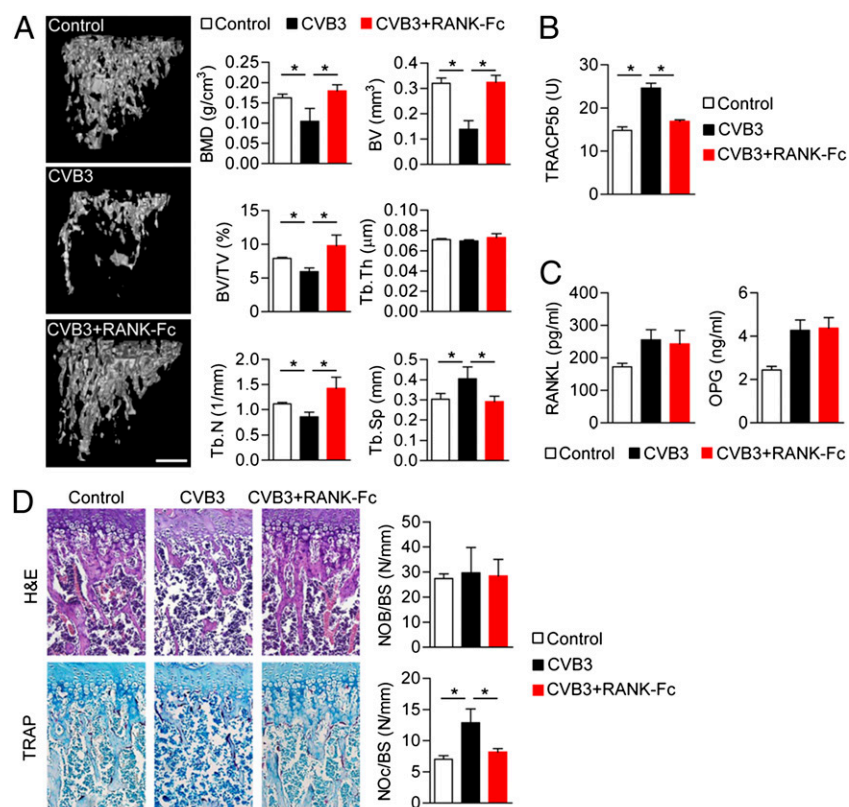 A
Control
CVB3
CVB3+RANK-Fc
Control CVB3 CVB3+RANK-Fc
BMD (g/cm3)
0.20
0.15
0.10
0.05
0.00
* *
BV (mm3)
0.3
0.2
0.1
0.0
* *
BV/TV (%)
15
10
5
0
* *
Tb.Th (μm)
0.10
0.08
0.06
0.04
0.02
0.00
Tb.N (1/mm)
2.0
1.5
1.0
0.5
0.0
* *
Tb.Sp (mm)
0.5
0.4
0.3
0.2
0.1
0.0
* *
B
TRACP5b (U)
30
20
10
0
* *
Control
CVB3
CVB3+RANK-Fc
C
RANKL (pg/ml)
400
300
200
100
0
OPG (ng/ml)
6
4
2
0
Control CVB3 CVB3+RANK-Fc
D
Control CVB3 CVB3+RANK-Fc
H&E
TRAP
NOB/BS (N/mm)
50
40
30
20
10
0
NOc/BS (N/mm)
20
15
10
5
0
* *
Control
CVB3
CVB3+RANK-Fc